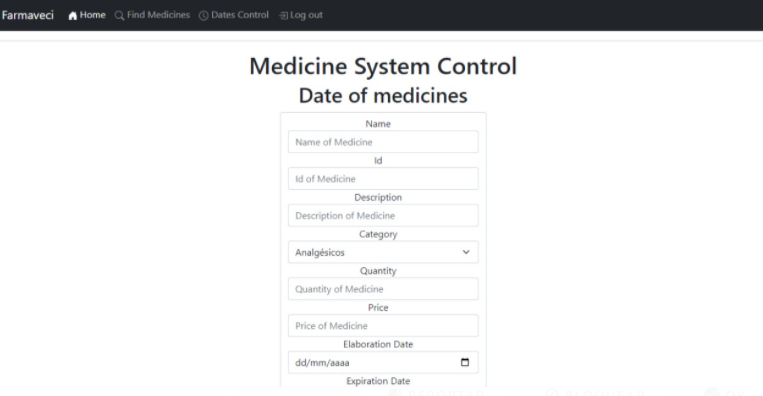 Farmaveci Home Find Medicines Dates Control Log out
Medicine System Control
Date of medicines
Name
Name of Medicine
Id
Id of Medicine
Description
Description of Medicine
Category
Analgésicos
Quantity
Quantity of Medicine
Price
Price of Medicine
Elaboration Date
dd/mm/aaaa
Expiration Date